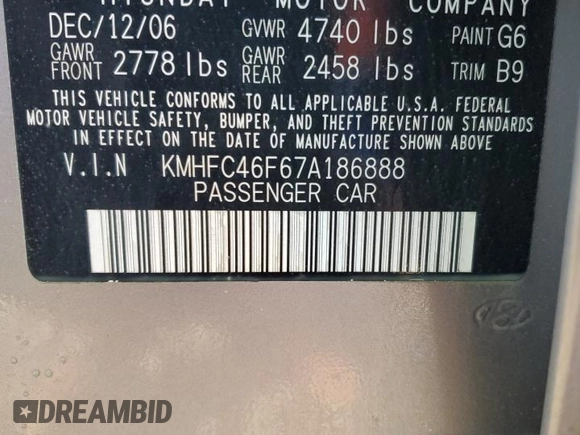 HYUNDAI MOTOR COMPANY
DEC/12/06 GVWR 4740 lbs PAINT G6
GAWR FRONT 2778 lbs GAWR REAR 2458 lbs TRIM B9
THIS VEHICLE CONFORMS TO ALL APPLICABLE U.S.A. FEDER
MOTOR VEHICLE SAFETY, BUMPER, AND THEFT PREVENTION STANDARDS
IN EFFECT ON THE DATE OF MANUFACTURE SHOWN ABOVE
V.I.N KMHFC46F67A186888
PASSENGER CAR
DREAMBID